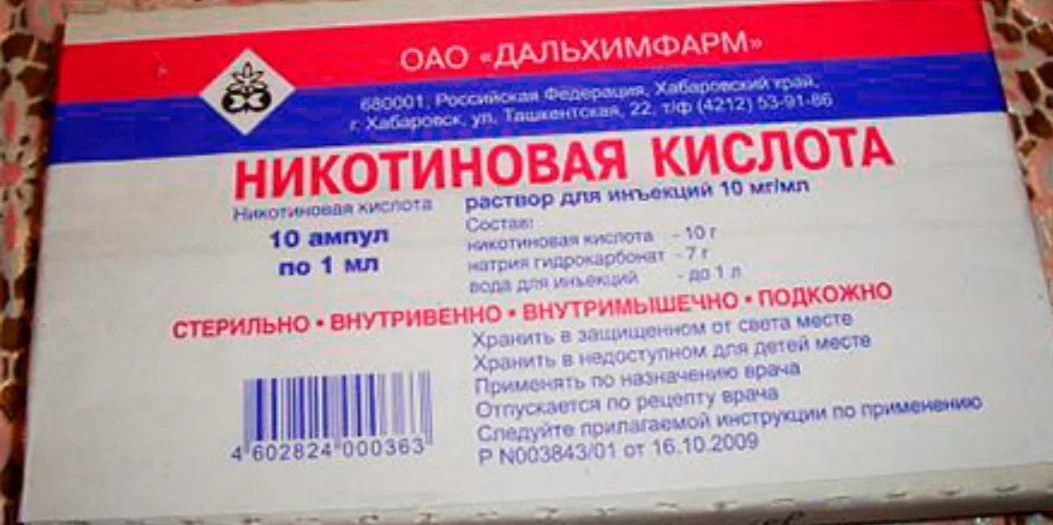 ОАО «ДАЛЬХИМФАРМ»
680001, Российская Федерация, Хабаровский край,
г. Хабаровск, ул. Ташкентская, 22, т/ф (4212) 53-91-86
НИКОТИНОВАЯ КИСЛОТА
Никотиновая кислота
раствор для инъекций 10 мг/мл
10 ампул
по 1 мл
Состав:
никотиновая кислота - 10 г
натрия гидрокарбонат - 7 г
вода для инъекций - до 1 л
СТЕРИЛЬНО • ВНУТРИВЕННО • ВНУТРИМЫШЕЧНО • ПОДКОЖНО
Хранить в защищенном от света месте
Хранить в недоступном для детей месте
Применять по назначению врача
Отпускается по рецепту врача
Следуйте прилагаемой инструкции по применению
Р N003843/01 от 16.10.2009
4 602824 000363